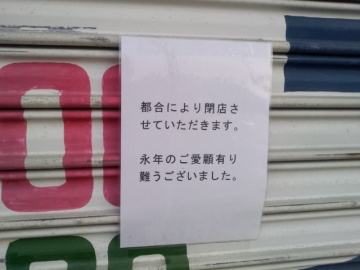 都合により閉店さ
せていただきます。
永年のご愛顧有り
難うございました。